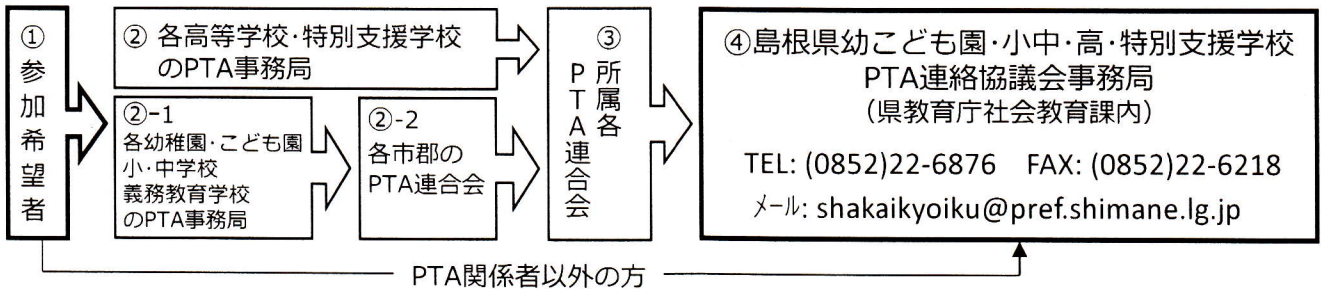 ①
参加希望者
② 各高等学校・特別支援学校
のPTA事務局
②-1
各幼稚園・こども園
小・中学校
義務教育学校
のPTA事務局
②-2
各市郡の
PTA連合会
③
所属各
PTA連合会
④島根県幼こども園・小中・高・特別支援学校
PTA連絡協議会事務局
（県教育庁社会教育課内）
TEL: (0852)22-6876 FAX: (0852)22-6218
メール: shakaikyoiku@pref.shimane.lg.jp
PTA関係者以外の方